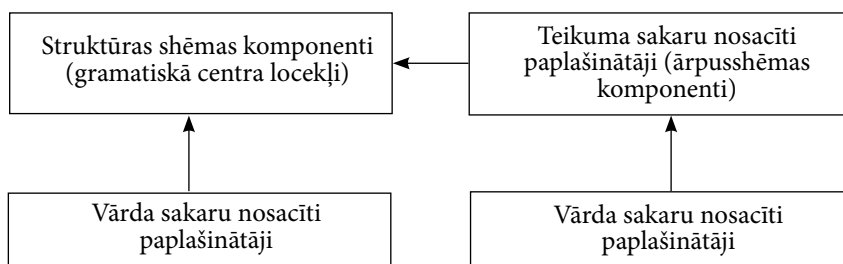 Struktūras shēmas komponenti
(gramatiskā centra locekļi)
Teikuma sakaru nosacīti
paplašinātāji (ārpusshēmas
komponenti)
Vārda sakaru nosacīti
paplašinātāji
Vārda sakaru nosacīti
paplašinātāji